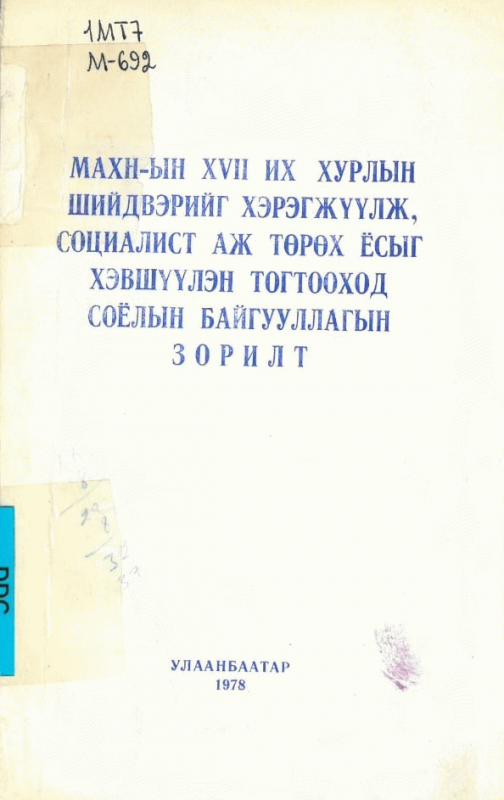 1МТ7
М-692
МАХН-ЫН XVII ИХ ХУРЛЫН
ШИЙДВЭРИЙГ ХЭРЭГЖҮҮЛЖ,
СОЦИАЛИСТ АЖ ТӨРӨХ ЁСЫГ
ХЭВШҮҮЛЭН ТОГТООХОД
СОЁЛЫН БАЙГУУЛЛАГЫН
ЗОРИЛТ
УЛААНБААТАР
1978